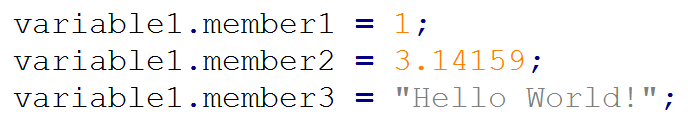 variable1.member1 = 1;
variable1.member2 = 3.14159;
variable1.member3 = "Hello World!";